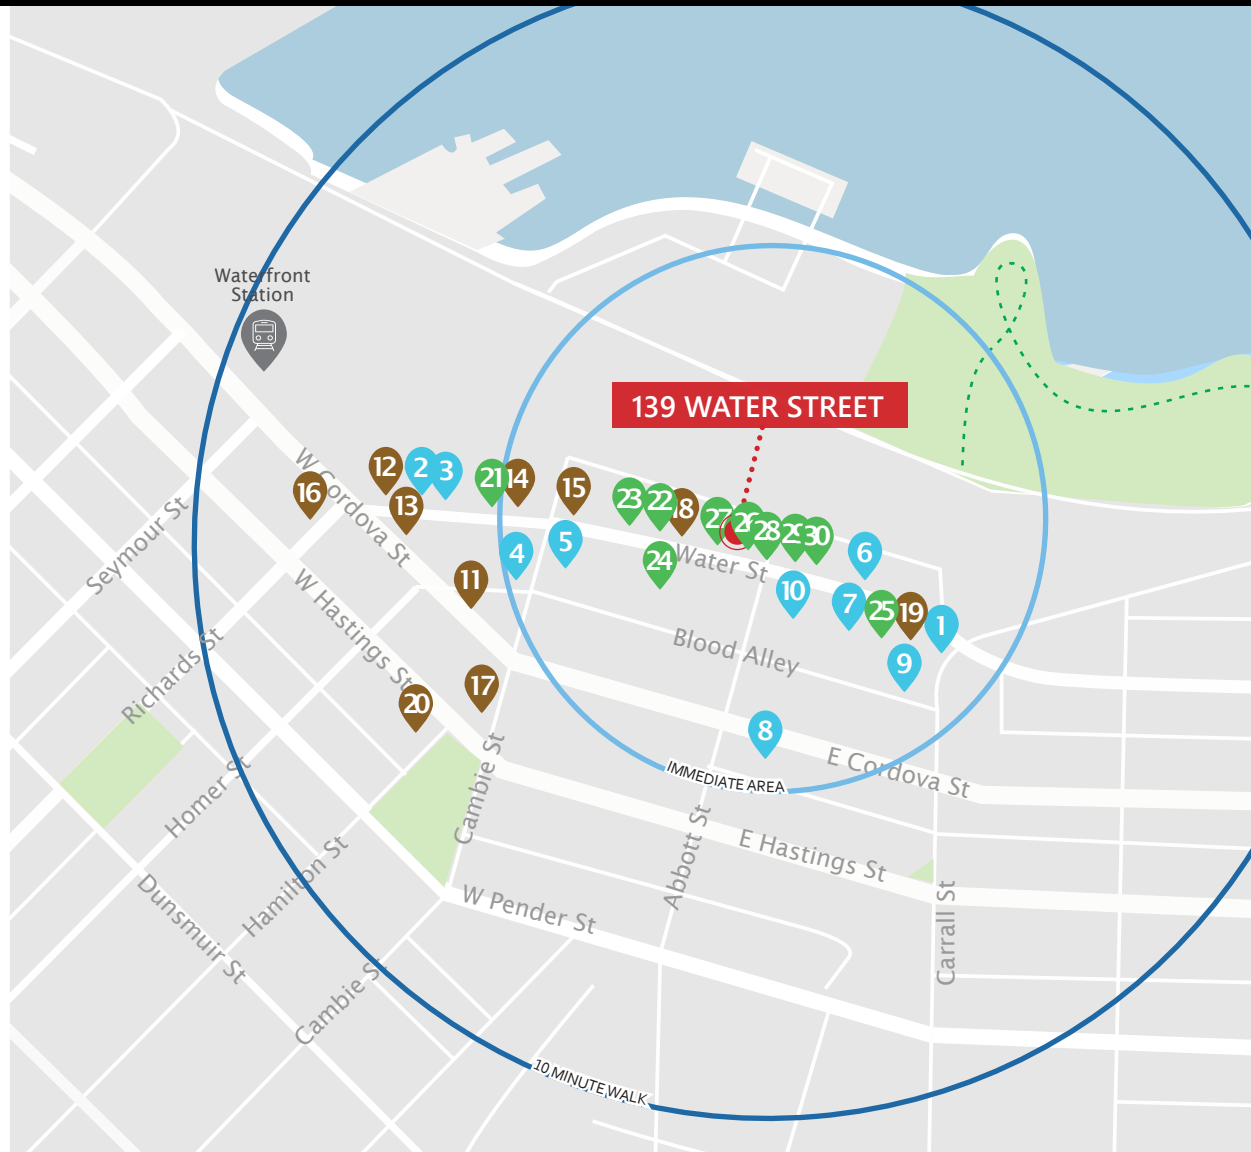 Waterfront
Station
139 WATER STREET
12
2
3
21
14
15
16
13
23
22
18
27
26
28
29
30
W Cordova St
Seymour St
4
5
24
Water St
6
11
10
7
25
19
1
W Hastings St
Blood Alley
9
Richards St
17
20
8
IMMEDIATE AREA
E Cordova St
Homer St
Cambie St
Abbott St
E Hastings St
Hamilton St
Dunsmuir St
W Pender St
Carrall St
Cambie St
10 MINUTE WALK